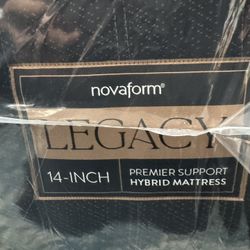 novaform®
LEGACY
14-INCH
PREMIER SUPPORT
HYBRID MATTRESS